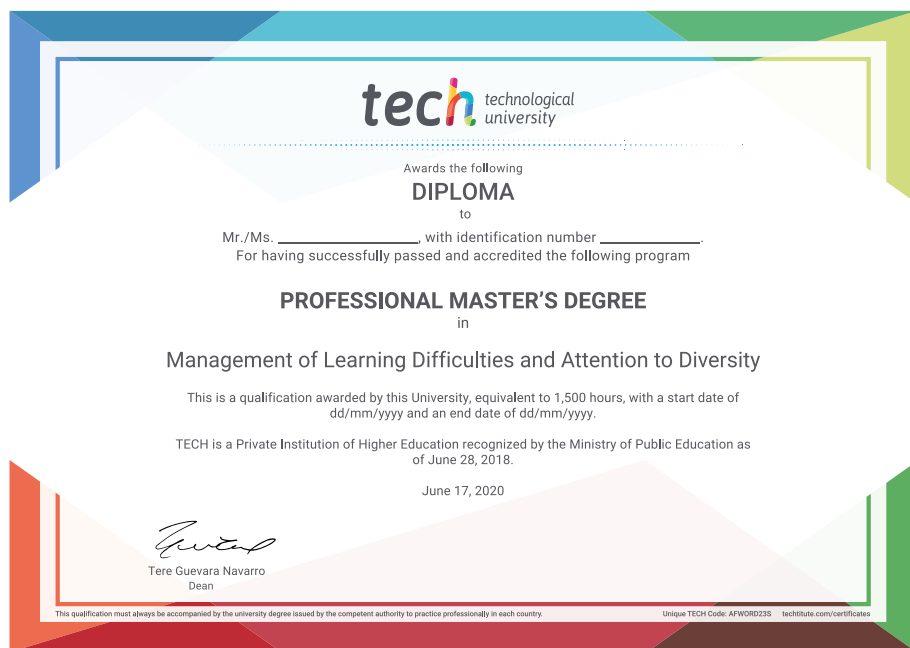 tech technological
university
Awards the following
DIPLOMA
to
Mr./Ms. ____________________, with identification number ______________.
For having successfully passed and accredited the following program
PROFESSIONAL MASTER’S DEGREE
in
Management of Learning Difficulties and Attention to Diversity
This is a qualification awarded by this University, equivalent to 1,500 hours, with a start date of
dd/mm/yyyy and an end date of dd/mm/yyyy.
TECH is a Private Institution of Higher Education recognized by the Ministry of Public Education as
of June 28, 2018.
June 17, 2020
Tere Guevara Navarro
Dean
This qualification must always be accompanied by the university degree issued by the competent authority to practice professionally in each country. Unique TECH Code: AFWORD23S techtitute.com/certificates